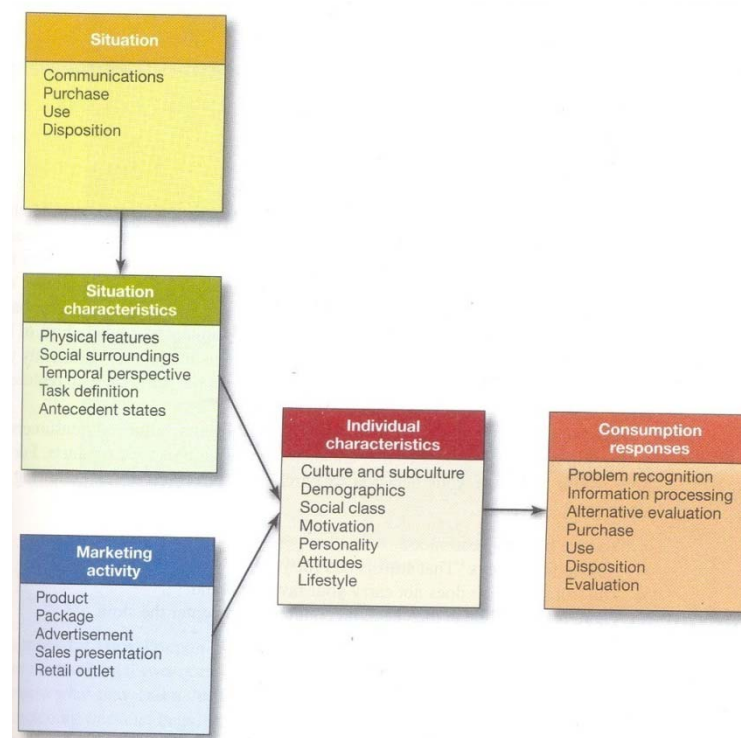 Situation
Communications
Purchase
Use
Disposition
Situation
characteristics
Physical features
Social surroundings
Temporal perspective
Task definition
Antecedent states
Marketing
activity
Product
Package
Advertisement
Sales presentation
Retail outlet
Individual
characteristics
Culture and subculture
Demographics
Social class
Motivation
Personality
Attitudes
Lifestyle
Consumption
responses
Problem recognition
Information processing
Alternative evaluation
Purchase
Use
Disposition
Evaluation